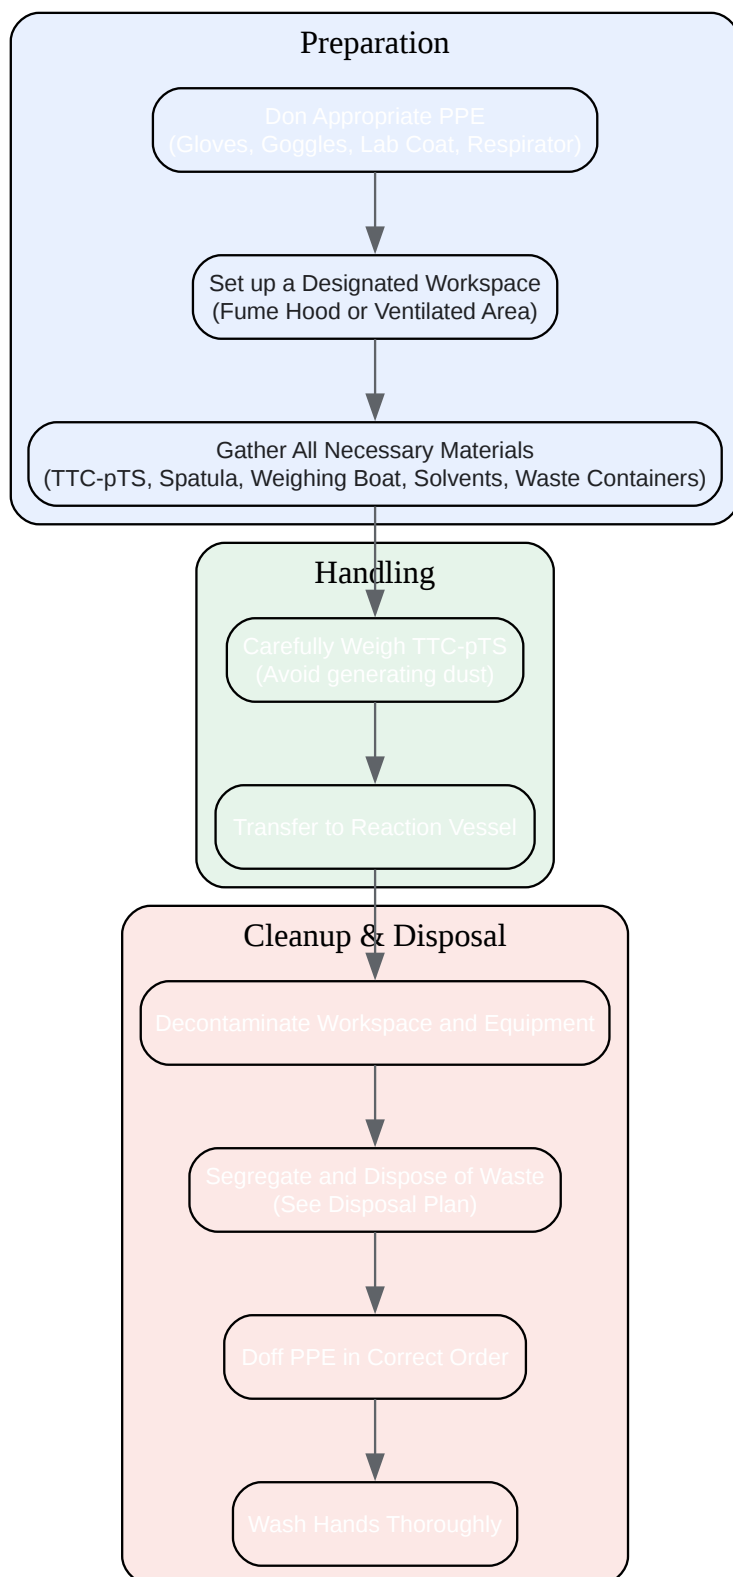 Preparation
Don Appropriate PPE
(Gloves, Goggles, Lab Coat, Respirator)
Set up a Designated Workspace
(Fume Hood or Ventilated Area)
Gather All Necessary Materials
(TTC-pTS, Spatula, Weighing Boat, Solvents, Waste Containers)
Handling
Carefully Weigh TTC-pTS
(Avoid generating dust)
Transfer to Reaction Vessel
Cleanup & Disposal
Decontaminate Workspace and Equipment
Segregate and Dispose of Waste
(See Disposal Plan)
Doff PPE in Correct Order
Wash Hands Thoroughly